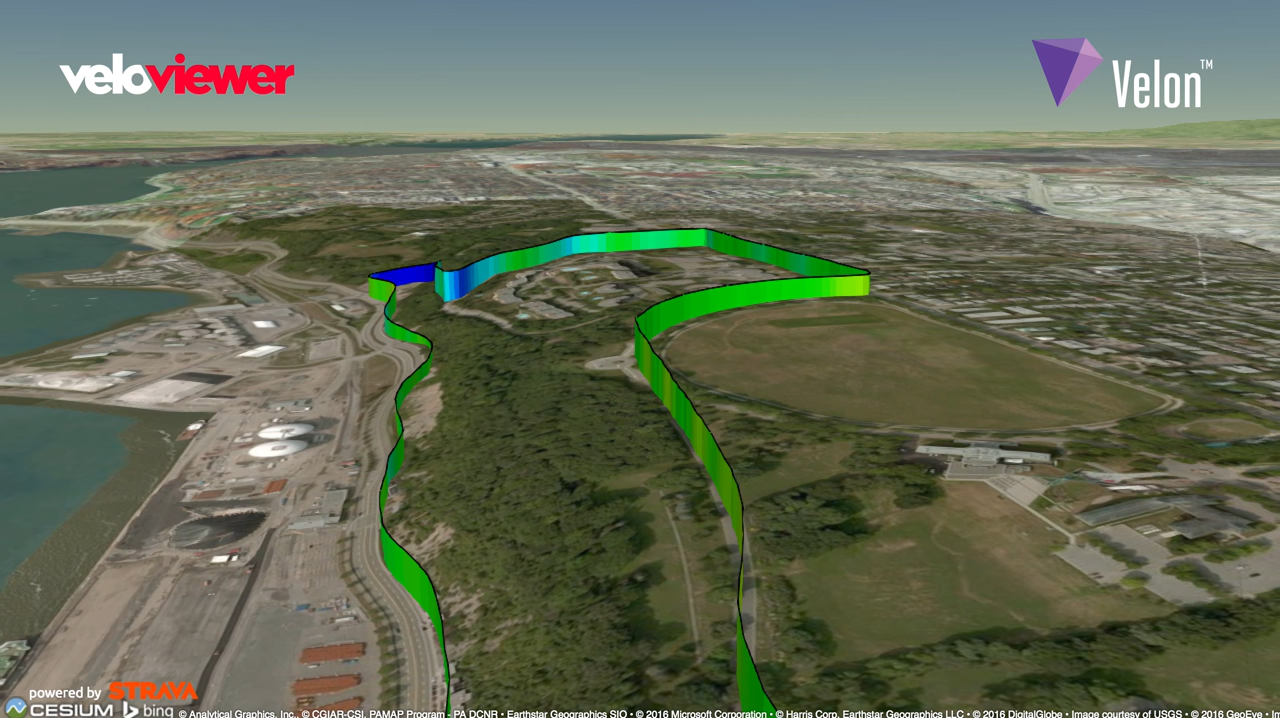 veloviewer
Velon™
powered by STRAVA
CESIUM bing © Analytical Graphics, Inc., © CGIAR-CSI, PAMAP Program - PA DCNR • Earthstar Geographics SIO • © 2016 Microsoft Corporation • © Harris Corp, Earthstar Geographics LLC • © 2016 DigitalGlobe • Image courtesy of USGS • © 2016 GeoEye •